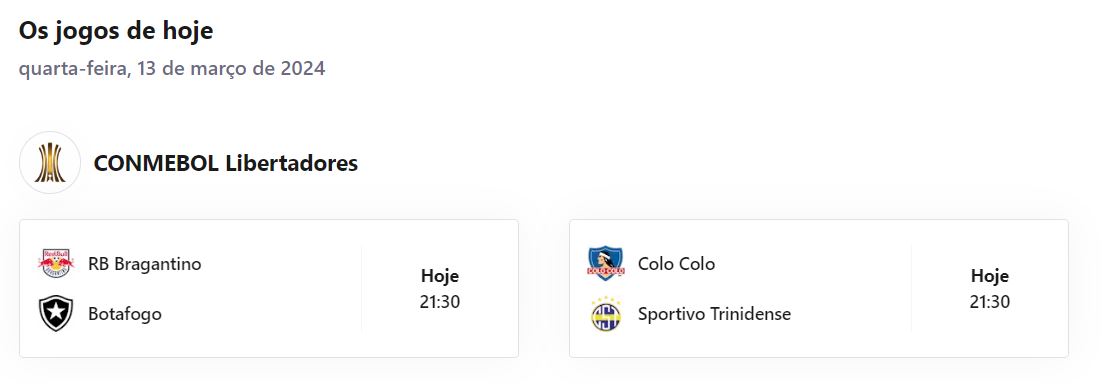 Os jogos de hoje
quarta-feira, 13 de março de 2024
CONMEBOL Libertadores
RB Bragantino
Botafogo
Hoje
21:30
Colo Colo
Sportivo Trinidense
Hoje
21:30